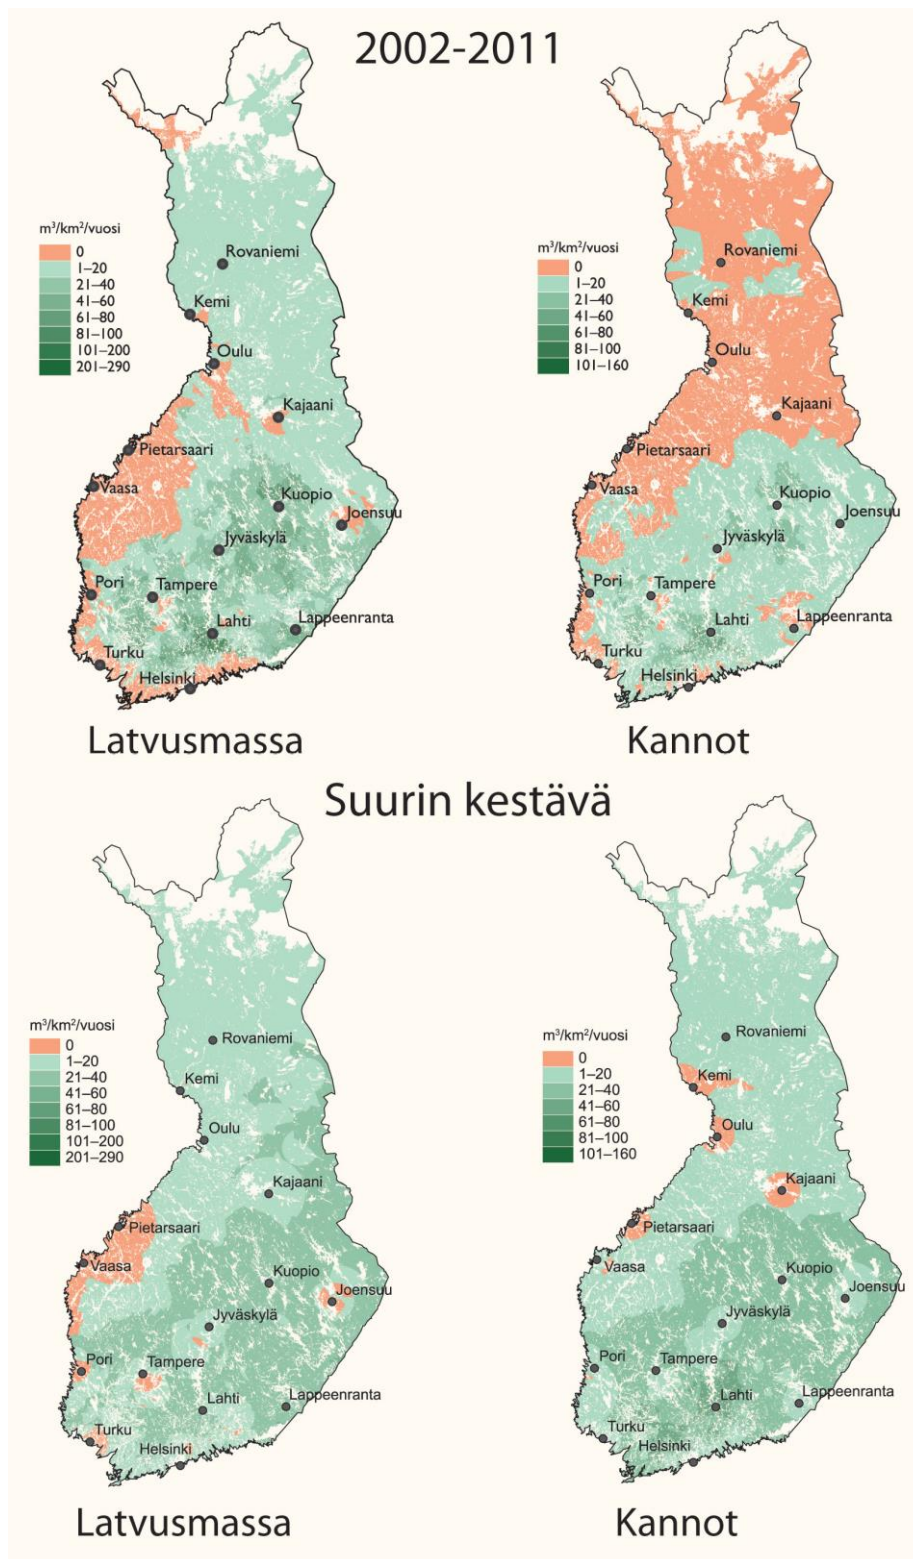 2002-2011
m³/km²/vuosi
0
1–20
21–40
41–60
61–80
81–100
101–200
201–290
Rovaniemi
Kemi
Oulu
Kajaani
Pietarsaari
Vaasa
Kuopio
Joensuu
Jyväskylä
Pori
Tampere
Lahti
Lappeenranta
Turku
Helsinki
Latvusmassa
m³/km²/vuosi
0
1–20
21–40
41–60
61–80
81–100
101–160
Rovaniemi
Kemi
Oulu
Kajaani
Pietarsaari
Vaasa
Kuopio
Joensuu
Jyväskylä
Pori
Tampere
Lahti
Lappeenranta
Turku
Helsinki
Kannot
Suurin kestävä
m³/km²/vuosi
0
1–20
21–40
41–60
61–80
81–100
101–200
201–290
Rovaniemi
Kemi
Oulu
Kajaani
Pietarsaari
Vaasa
Kuopio
Joensuu
Jyväskylä
Pori
Tampere
Lahti
Lappeenranta
Turku
Helsinki
Latvusmassa
m³/km²/vuosi
0
1–20
21–40
41–60
61–80
81–100
101–160
Rovaniemi
Kemi
Oulu
Kajaani
Pietarsaari
Vaasa
Kuopio
Joensuu
Jyväskylä
Pori
Tampere
Lahti
Lappeenranta
Turku
Helsinki
Kannot